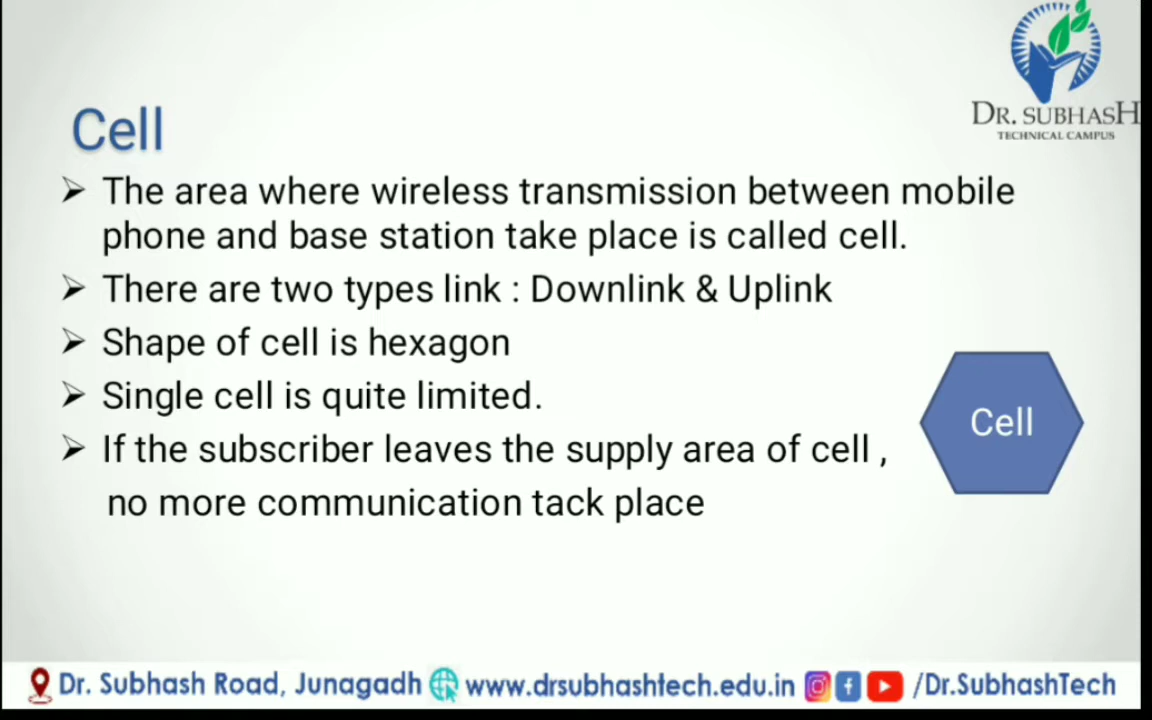 DR. SUBHASH
TECHNICAL CAMPUS
Cell
➢ The area where wireless transmission between mobile
phone and base station take place is called cell.
➢ There are two types link : Downlink & Uplink
➢ Shape of cell is hexagon
➢ Single cell is quite limited.
➢ If the subscriber leaves the supply area of cell ,
no more communication tack place
Cell
Dr. Subhash Road, Junagadh www.drsubhashtech.edu.in /Dr.SubhashTech